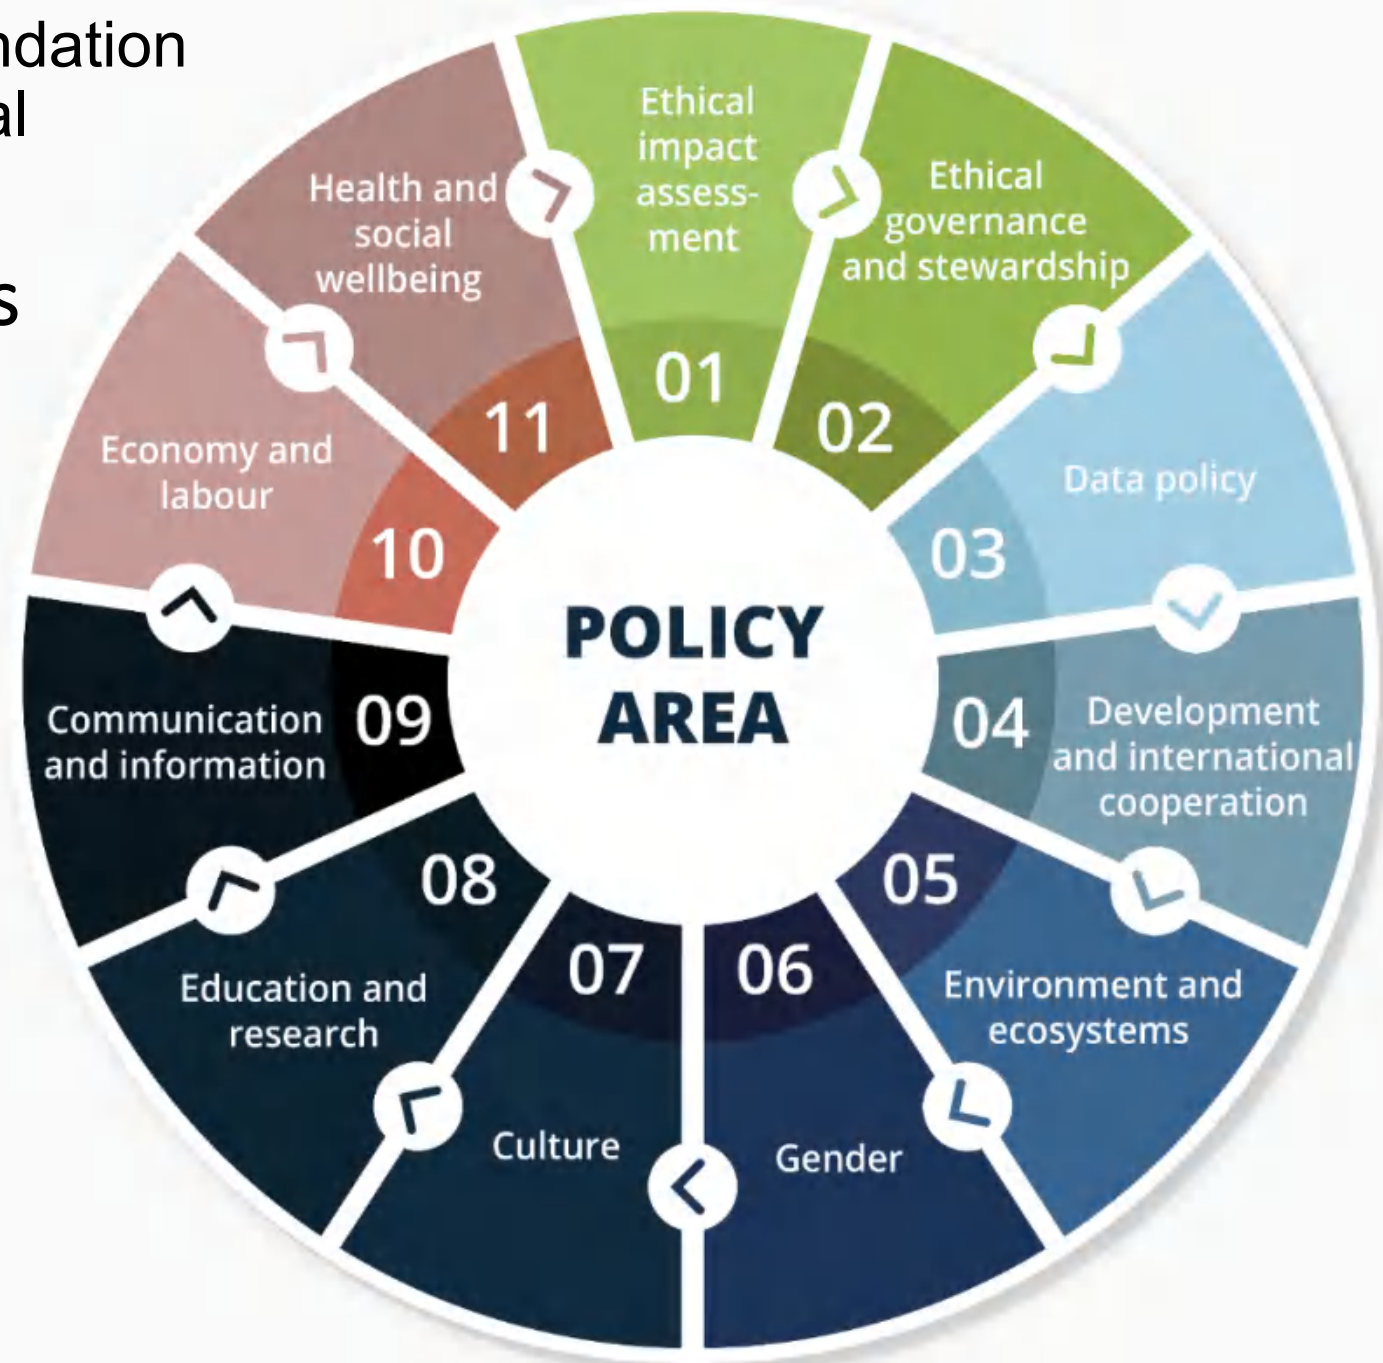 ndation
al
s
POLICY
AREA
Ethical
impact
assess-
ment
01
Ethical
governance
and stewardship
02
Data policy
03
Development
and international
cooperation
04
Environment and
ecosystems
05
Gender
06
Culture
07
Education and
research
08
Communication
and information
09
Economy and
labour
10
Health and
social
wellbeing
11